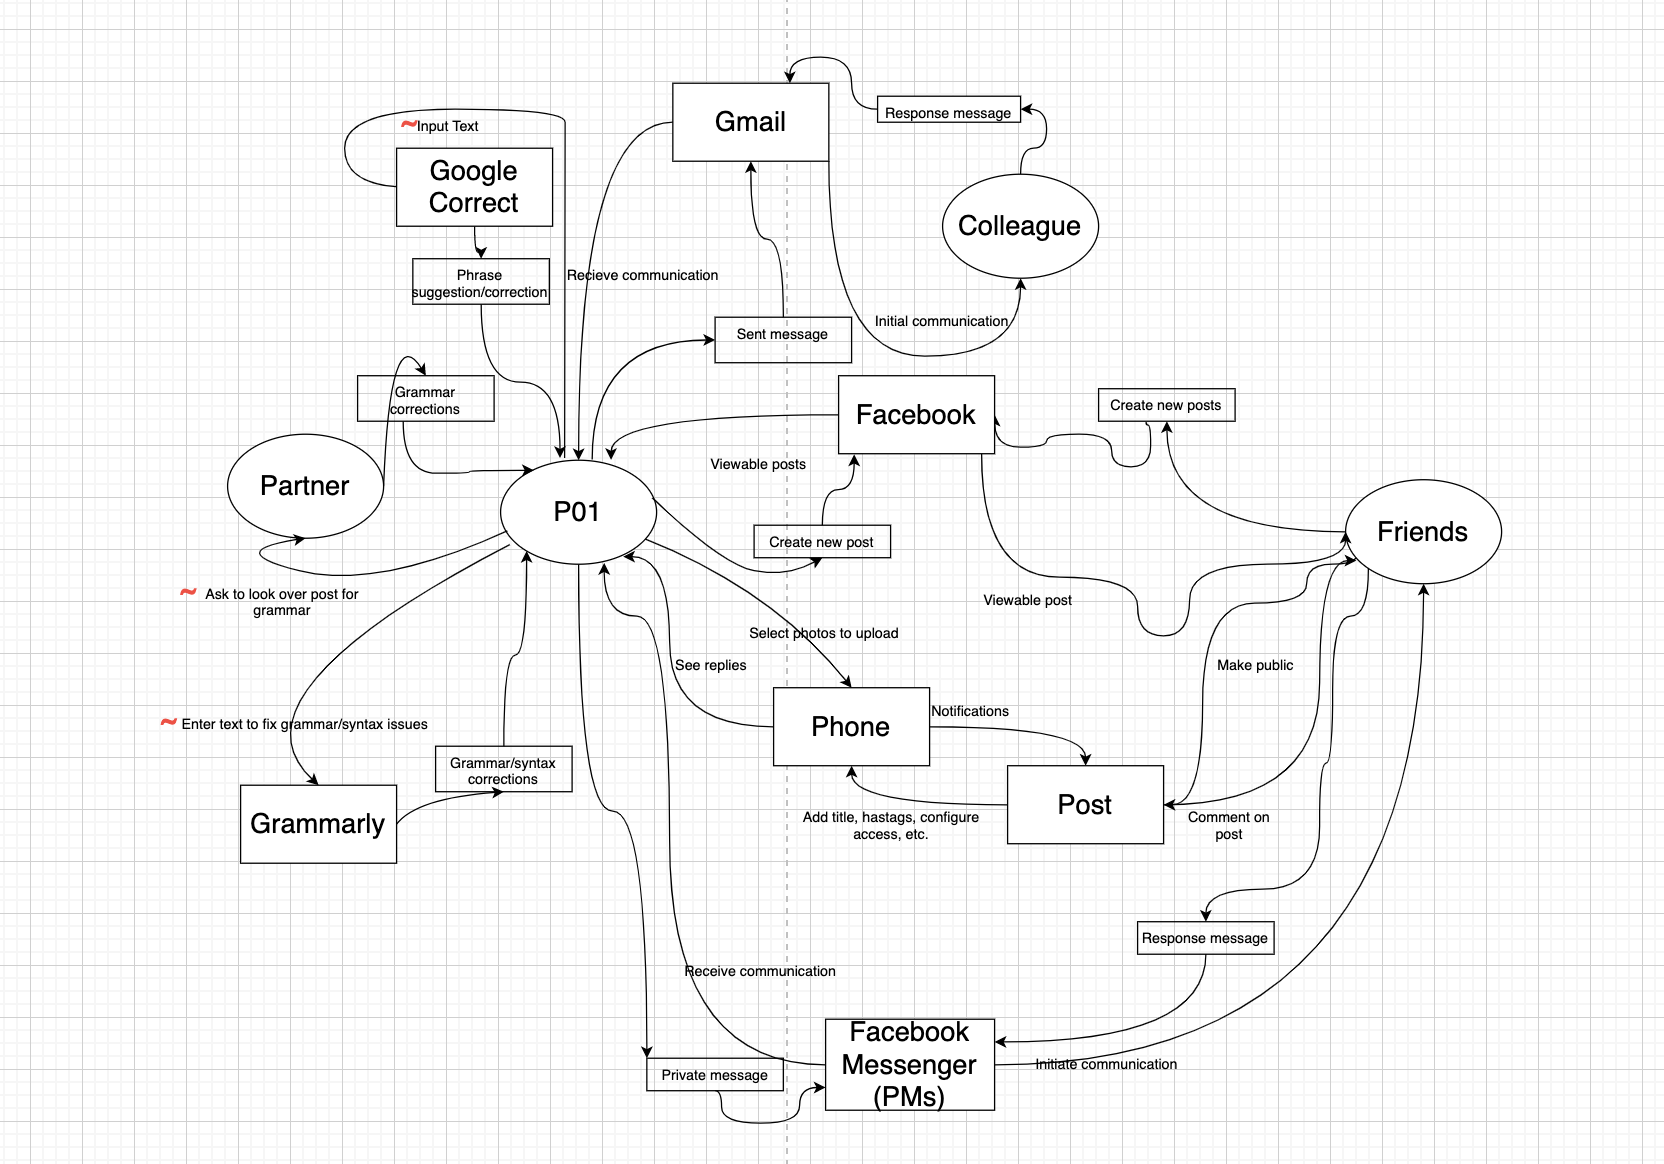 Gmail
Response message
~Input Text
Google
Correct
Colleague
Phrase
suggestion/correction
Recieve communication
Sent message
Initial communication
Grammar
corrections
Facebook
Create new posts
Viewable posts
Partner
P01
Friends
Create new post
~ Ask to look over post for
grammar
Viewable post
Select photos to upload
See replies
Make public
Notifications
~ Enter text to fix grammar/syntax issues
Phone
Grammar/syntax
corrections
Post
Grammarly
Add title, hastags, configure
access, etc.
Comment on
post
Response message
Receive communication
Facebook
Messenger
(PMs)
Initiate communication
Private message